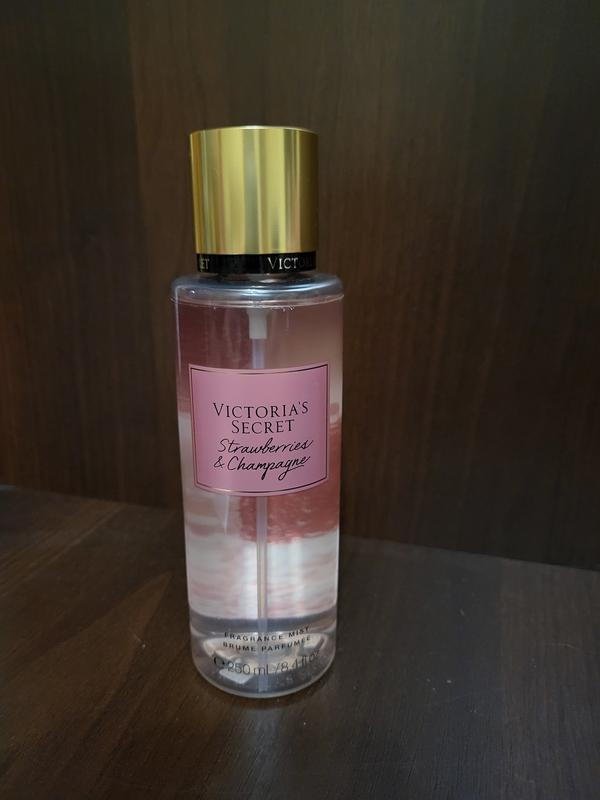 VICTORIA'S
SECRET
Strawberries
& Champagne
FRAGRANCE MIST
BRUME PARFUMÉE
250 mL / 8.4 fl oz